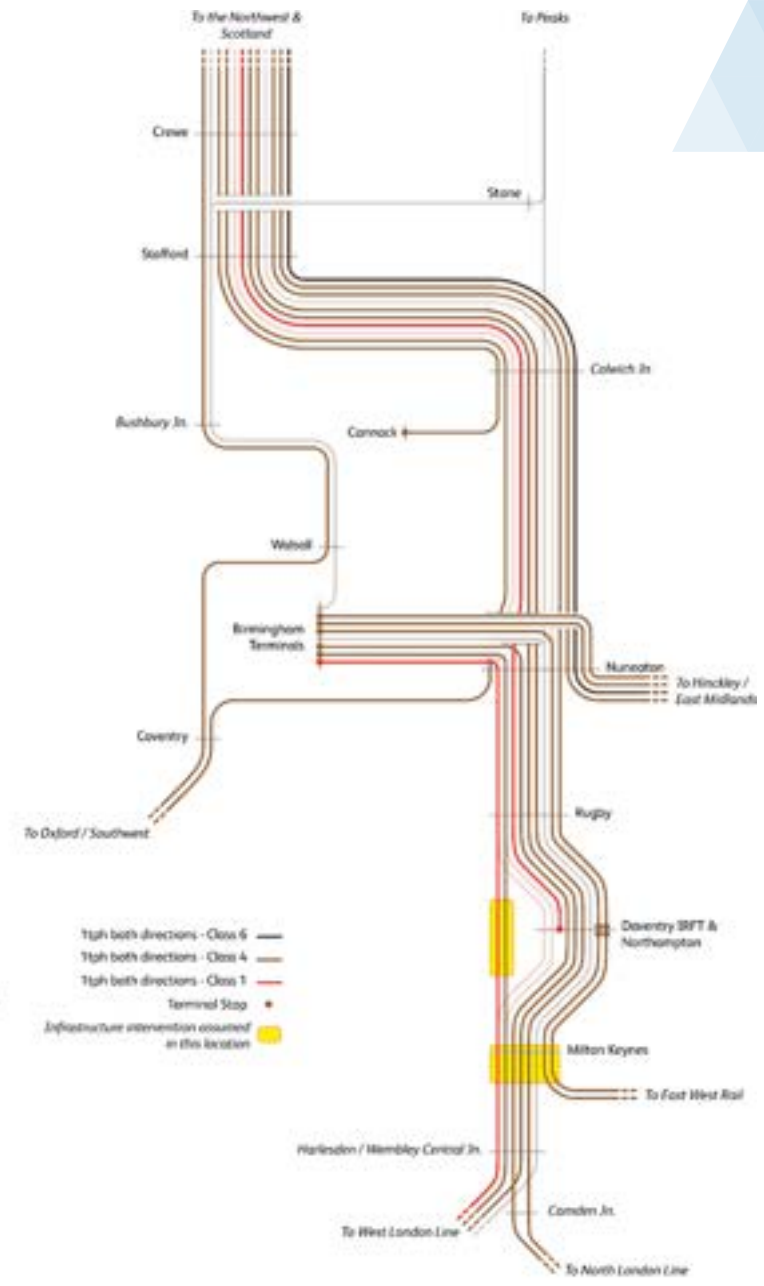 To the Northwest &
Scotland
To Peaks
Crewe
Stone
Stafford
Colwich Jn
Bushbury Jn.
Cannock
Walsall
Birmingham
Terminals
Nuneaton
To Hinckley /
East Midlands
Coventry
To Oxford / Southwest
Rugby
Daventry IRFT &
Northampton
1tph both directions - Class 6
1tph both directions - Class 4
1tph both directions - Class 1
Terminal Stop
Infrastructure intervention assumed
in this location
Milton Keynes
To East West Rail
Harlesden / Wembley Central Jn.
Camden Jn.
To West London Line
To North London Line